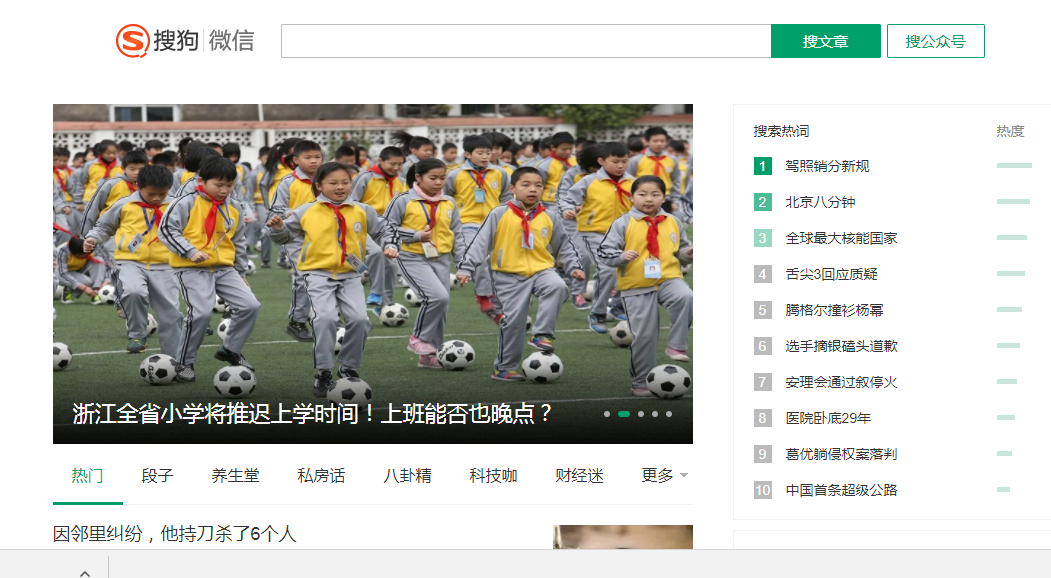 搜狗 微信
搜文章 搜公众号
浙江全省小学将推迟上学时间！上班能否也晚点？
热门 段子 养生堂 私房话 八卦精 科技咖 财经迷 更多
因邻里纠纷，他持刀杀了6个人
搜索热词 热度
1 驾照销分新规
2 北京八分钟
3 全球最大核能国家
4 舌尖3回应质疑
5 腾格尔撞衫杨幂
6 选手摘银磕头道歉
7 安理会通过叙停火
8 医院卧底29年
9 葛优躺侵权案落判
10 中国首条超级公路